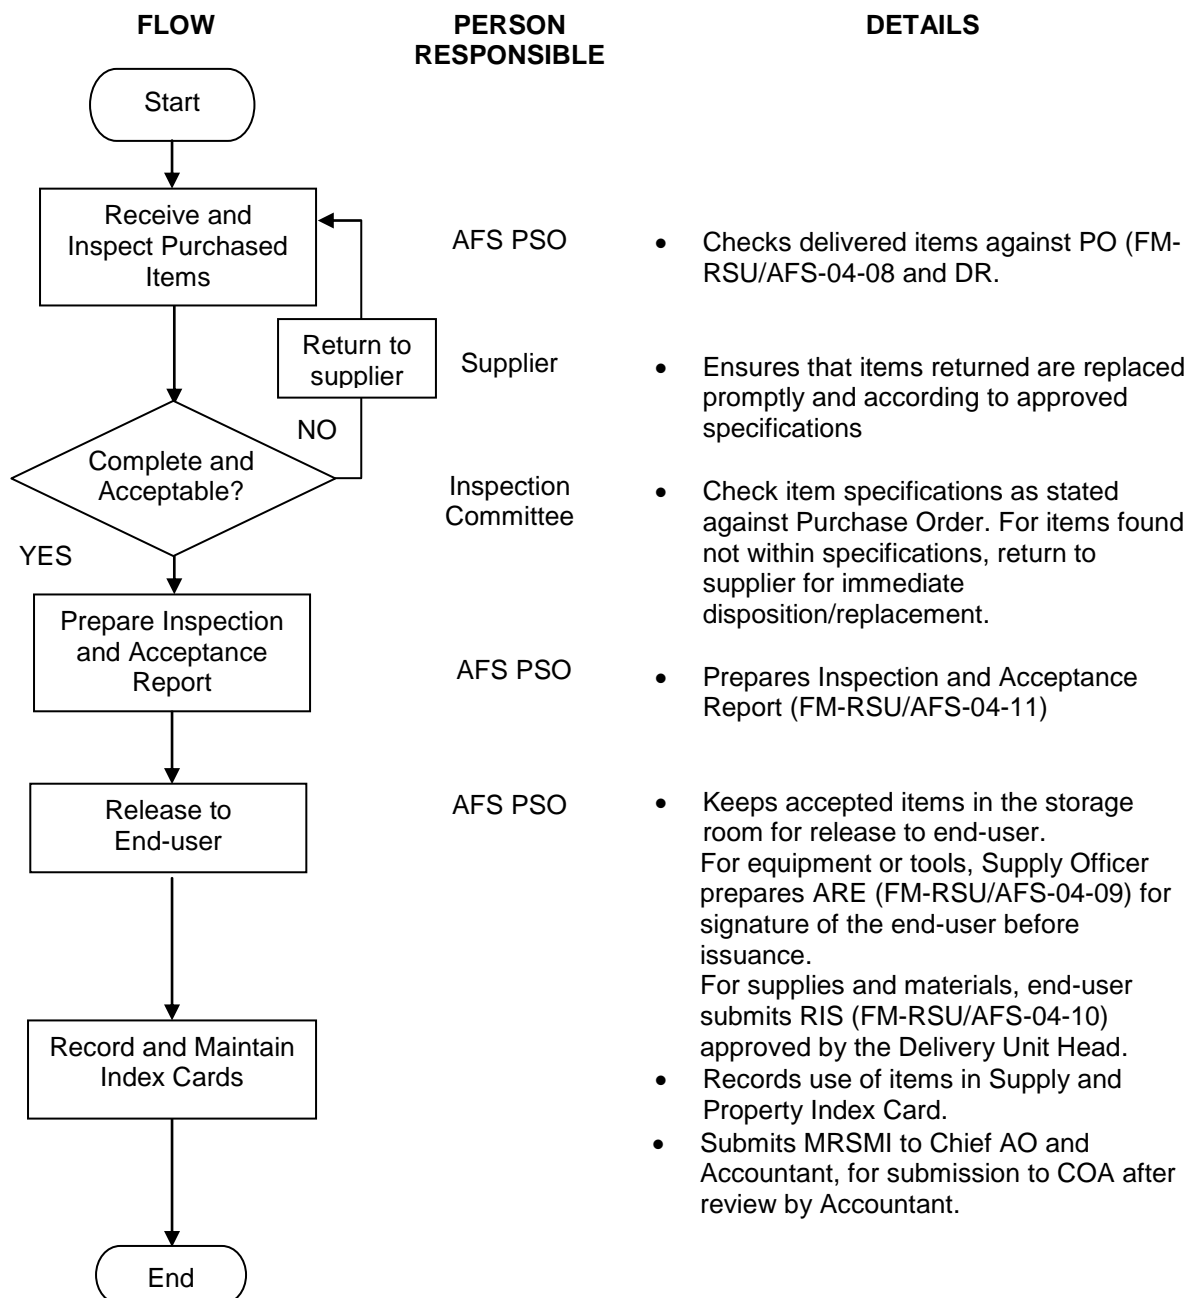 FLOW
PERSON
RESPONSIBLE
DETAILS
Start
Receive and
Inspect Purchased
Items
AFS PSO
• Checks delivered items against PO (FM-
RSU/AFS-04-08 and DR.
Return to
supplier
Supplier
• Ensures that items returned are replaced
promptly and according to approved
specifications
NO
Complete and
Acceptable?
YES
Inspection
Committee
• Check item specifications as stated
against Purchase Order. For items found
not within specifications, return to
supplier for immediate
disposition/replacement.
Prepare Inspection
and Acceptance
Report
AFS PSO
• Prepares Inspection and Acceptance
Report (FM-RSU/AFS-04-11)
Release to
End-user
AFS PSO
• Keeps accepted items in the storage
room for release to end-user.
For equipment or tools, Supply Officer
prepares ARE (FM-RSU/AFS-04-09) for
signature of the end-user before
issuance.
For supplies and materials, end-user
submits RIS (FM-RSU/AFS-04-10)
approved by the Delivery Unit Head.
Record and Maintain
Index Cards
• Records use of items in Supply and
Property Index Card.
• Submits MRSMI to Chief AO and
Accountant, for submission to COA after
review by Accountant.
End